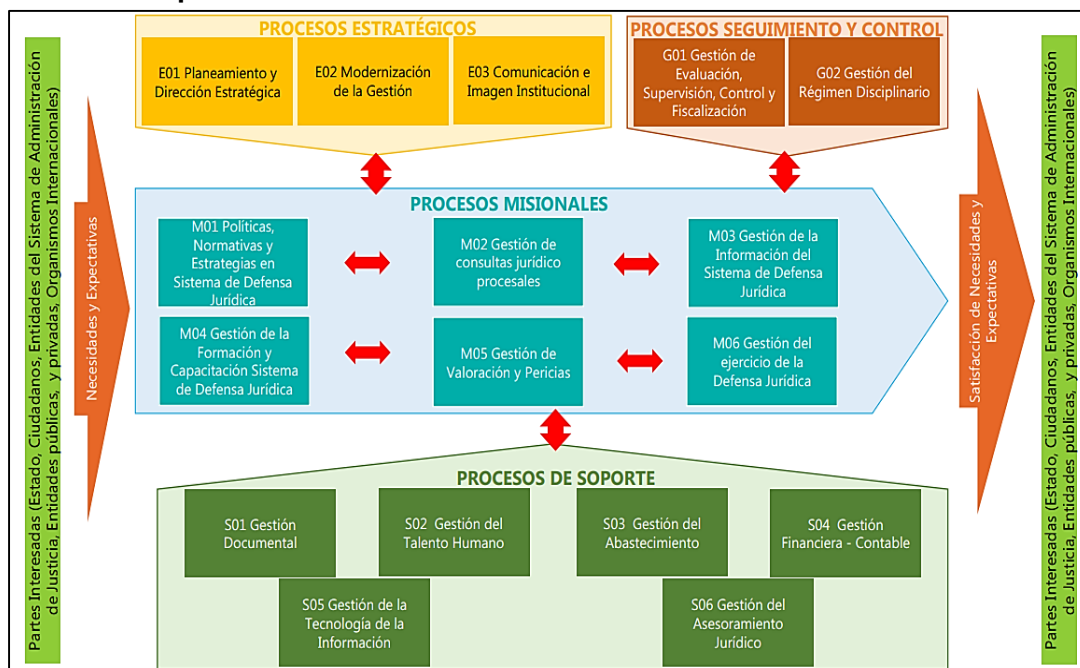 Partes Interesadas (Estado, Ciudadanos, Entidades del Sistema de Administración
de Justicia, Entidades públicas, y privadas, Organismos Internacionales)
Necesidades y Expectativas
PROCESOS ESTRATÉGICOS
E01 Planeamiento y
Dirección Estratégica
E02 Modernización
de la Gestión
E03 Comunicación e
Imagen Institucional
PROCESOS SEGUIMIENTO Y CONTROL
G01 Gestión de
Evaluación,
Supervisión, Control y
Fiscalización
G02 Gestión del
Régimen Disciplinario
PROCESOS MISIONALES
M01 Políticas,
Normativas y
Estrategias en
Sistema de Defensa
Jurídica
M02 Gestión de
consultas jurídico
procesales
M03 Gestión de la
Información del
Sistema de Defensa
Jurídica
M04 Gestión de la
Formación y
Capacitación Sistema
de Defensa Jurídica
M05 Gestión de
Valoración y Pericias
M06 Gestión del
ejercicio de la
Defensa Jurídica
PROCESOS DE SOPORTE
S01 Gestión
Documental
S02 Gestión del
Talento Humano
S03 Gestión del
Abastecimiento
S04 Gestión
Financiera - Contable
S05 Gestión de la
Tecnología de la
Información
S06 Gestión del
Asesoramiento
Jurídico
Satisfacción de Necesidades y
Expectativas
Partes Interesadas (Estado, Ciudadanos, Entidades del Sistema de Administración
de Justicia, Entidades públicas, y privadas, Organismos Internacionales)